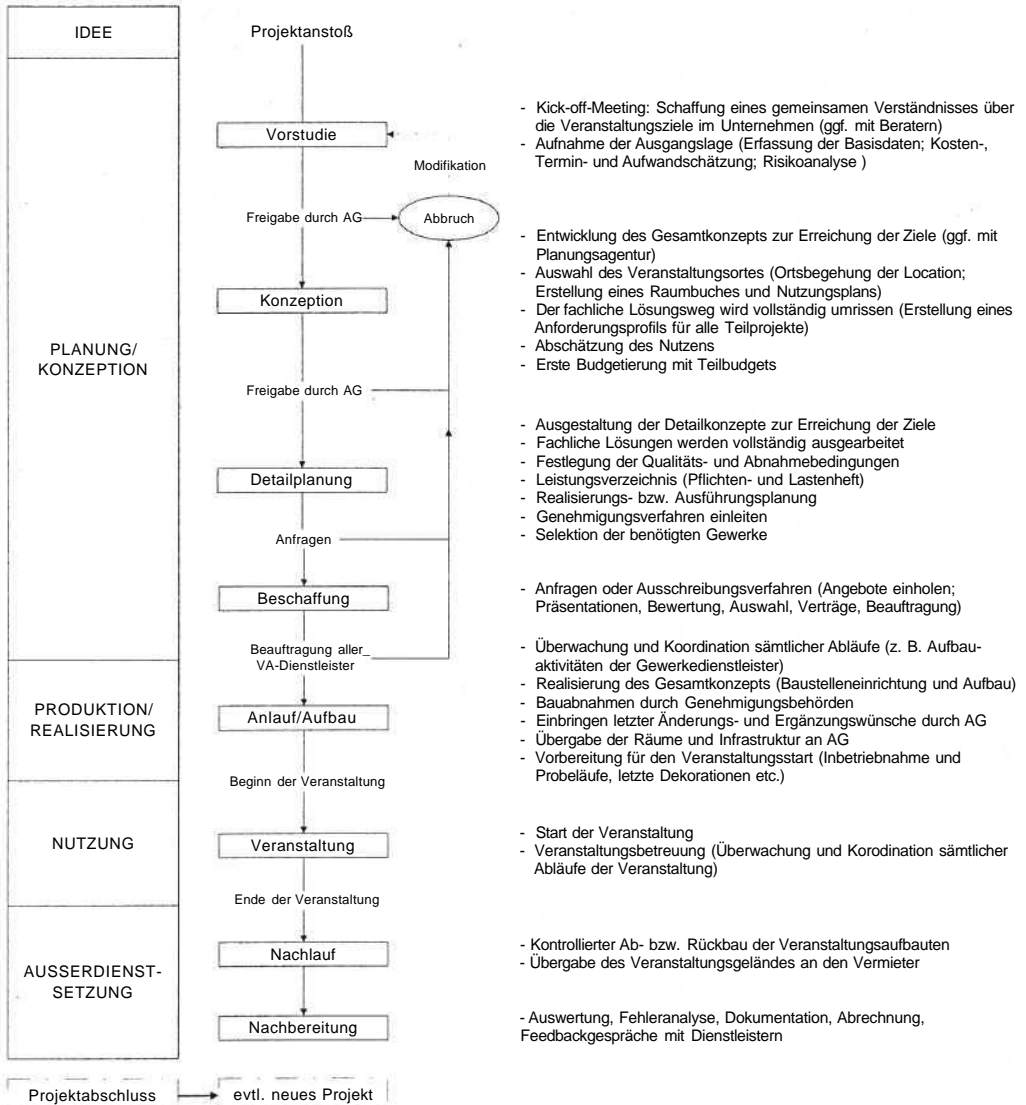 IDEE
Projektanstoß
Vorstudie
- Kick-off-Meeting: Schaffung eines gemeinsamen Verständnisses über
die Veranstaltungsziele im Unternehmen (ggf. mit Beratern)
- Aufnahme der Ausgangslage (Erfassung der Basisdaten; Kosten-,
Termin- und Aufwandschätzung; Risikoanalyse )
Modifikation
Freigabe durch AG
Abbruch
PLANUNG/
KONZEPTION
Konzeption
- Entwicklung des Gesamtkonzepts zur Erreichung der Ziele (ggf. mit
Planungsagentur)
- Auswahl des Veranstaltungsortes (Ortsbegehung der Location;
Erstellung eines Raumbuches und Nutzungsplans)
- Der fachliche Lösungsweg wird vollständig umrissen (Erstellung eines
Anforderungsprofils für alle Teilprojekte)
- Abschätzung des Nutzens
- Erste Budgetierung mit Teilbudgets
Freigabe durch AG
Detailplanung
- Ausgestaltung der Detailkonzepte zur Erreichung der Ziele
- Fachliche Lösungen werden vollständig ausgearbeitet
- Festlegung der Qualitäts- und Abnahmebedingungen
- Leistungsverzeichnis (Pflichten- und Lastenheft)
- Realisierungs- bzw. Ausführungsplanung
- Genehmigungsverfahren einleiten
- Selektion der benötigten Gewerke
Anfragen
Beschaffung
- Anfragen oder Ausschreibungsverfahren (Angebote einholen;
Präsentationen, Bewertung, Auswahl, Verträge, Beauftragung)
Beauftragung aller_
VA-Dienstleister
PRODUKTION/
REALISIERUNG
Anlauf/Aufbau
- Überwachung und Koordination sämtlicher Abläufe (z. B. Aufbau-
aktivitäten der Gewerkedienstleister)
- Realisierung des Gesamtkonzepts (Baustelleneinrichtung und Aufbau)
- Bauabnahmen durch Genehmigungsbehörden
- Einbringen letzter Änderungs- und Ergänzungswünsche durch AG
- Übergabe der Räume und Infrastruktur an AG
- Vorbereitung für den Veranstaltungsstart (Inbetriebnahme und
Probeläufe, letzte Dekorationen etc.)
Beginn der Veranstaltung
NUTZUNG
Veranstaltung
- Start der Veranstaltung
- Veranstaltungsbetreuung (Überwachung und Korodination sämtlicher
Abläufe der Veranstaltung)
Ende der Veranstaltung
AUSSERDIENST-
SETZUNG
Nachlauf
- Kontrollierter Ab- bzw. Rückbau der Veranstaltungsaufbauten
- Übergabe des Veranstaltungsgeländes an den Vermieter
Nachbereitung
- Auswertung, Fehleranalyse, Dokumentation, Abrechnung,
Feedbackgespräche mit Dienstleistern
Projektabschluss
evtl. neues Projekt